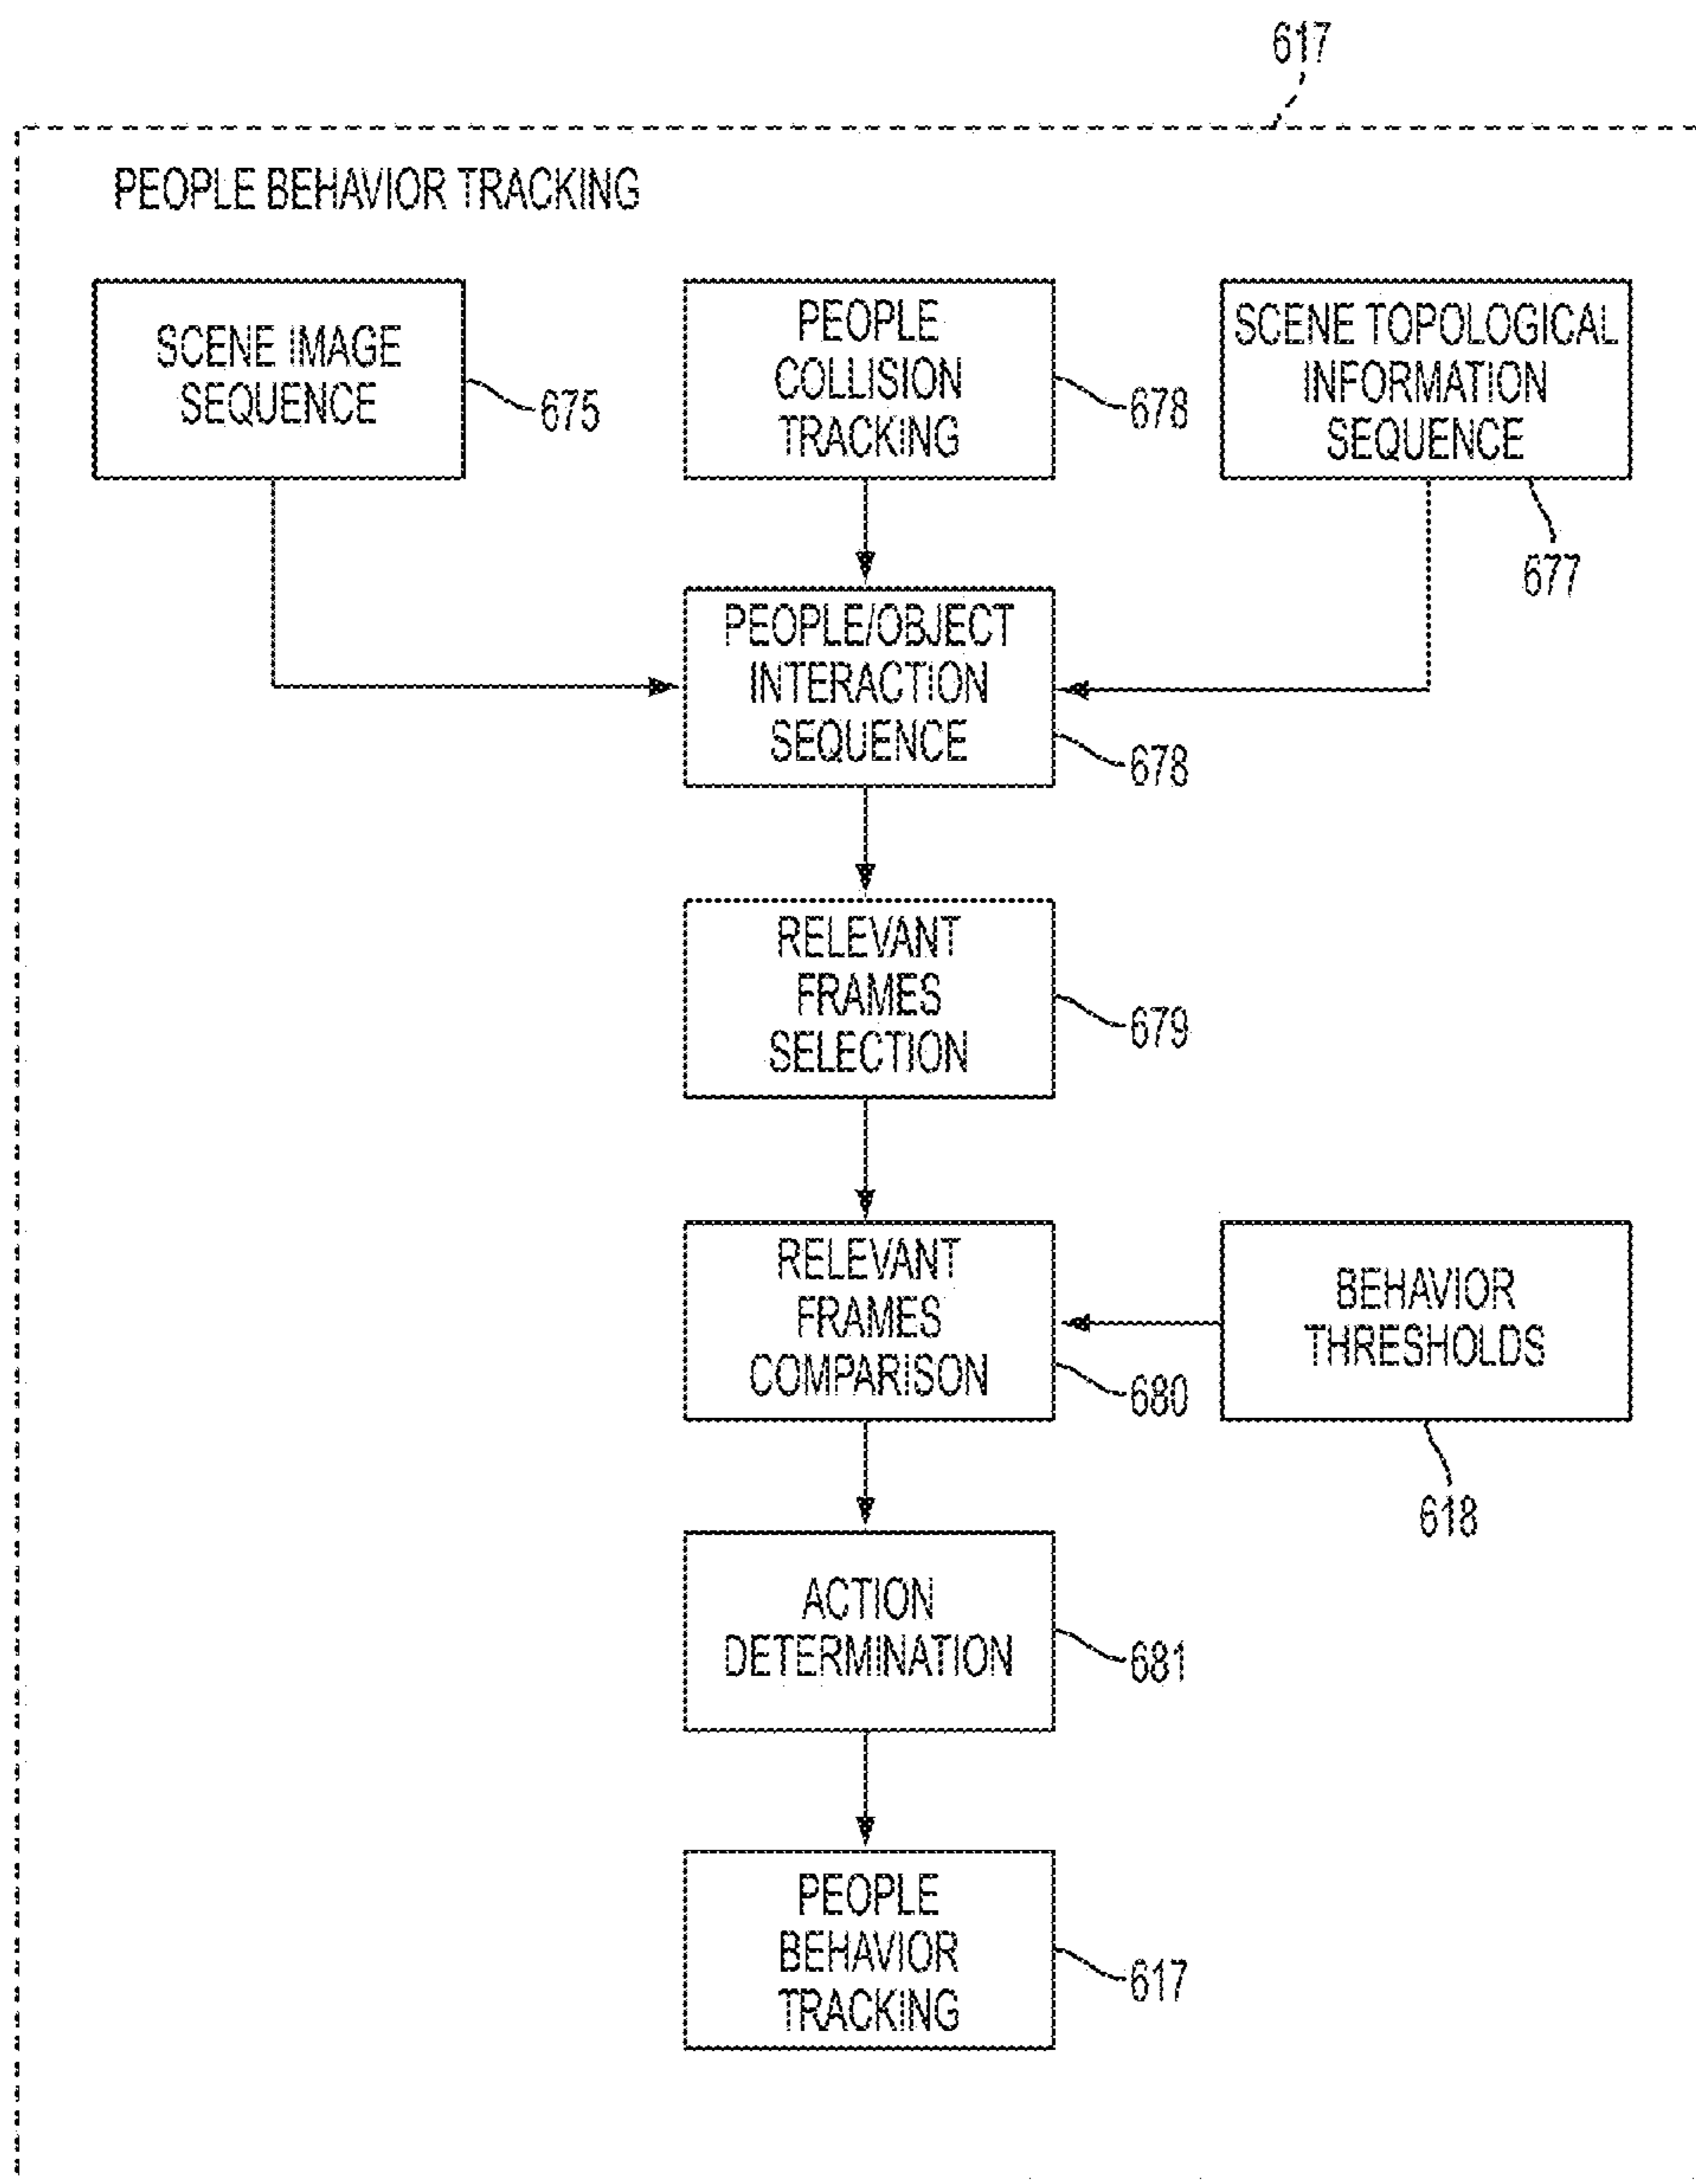 617
PEOPLE BEHAVIOR TRACKING
SCENE IMAGE
SEQUENCE
675
PEOPLE
COLLISION
TRACKING
678
SCENE TOPOLOGICAL
INFORMATION
SEQUENCE
677
PEOPLE/OBJECT
INTERACTION
SEQUENCE
678
RELEVANT
FRAMES
SELECTION
679
RELEVANT
FRAMES
COMPARISON
680
BEHAVIOR
THRESHOLDS
618
ACTION
DETERMINATION
681
PEOPLE
BEHAVIOR
TRACKING
617